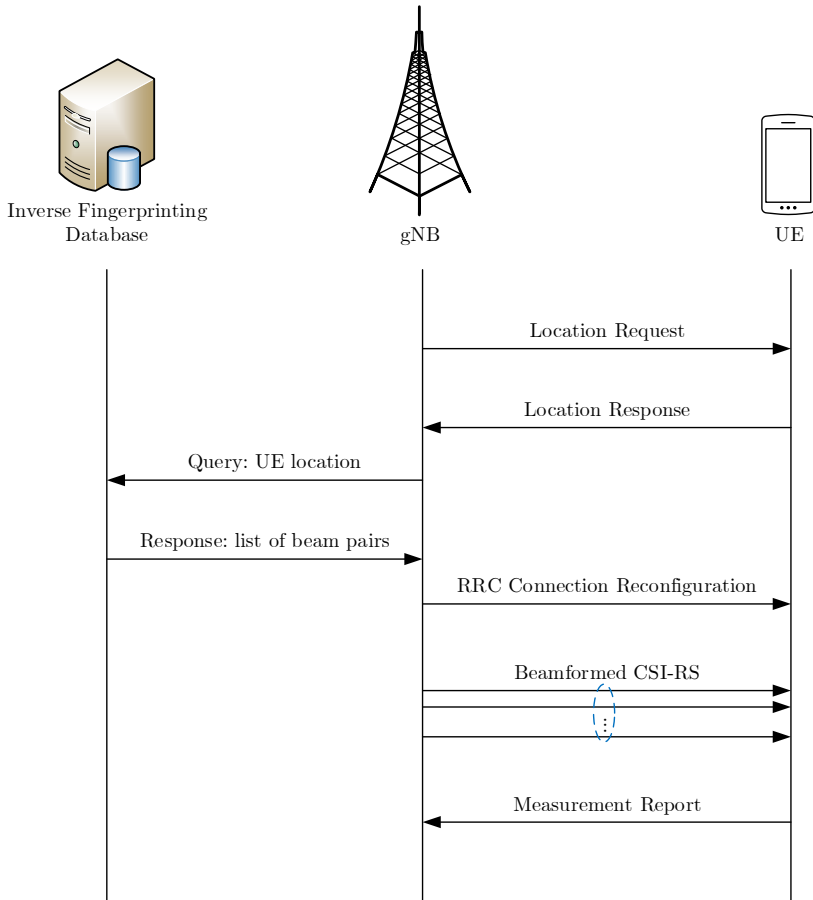 Inverse Fingerprinting
Database
gNB
UE
Location Request
Location Response
Query: UE location
Response: list of beam pairs
RRC Connection Reconfiguration
Beamformed CSI-RS
Measurement Report